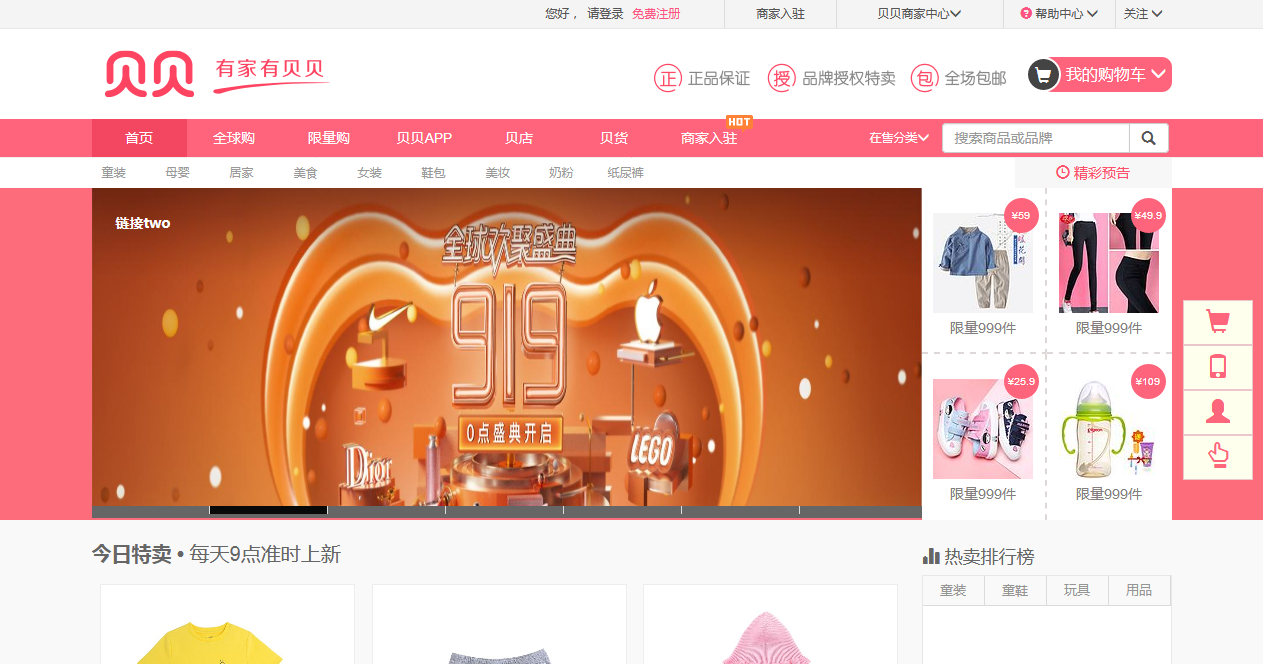 您好， 请登录 免费注册 商家入驻 贝贝商家中心 帮助中心 关注
贝贝 有家有贝贝
正 正品保证 授 品牌授权特卖 包 全场包邮 我的购物车
HOT
首页 全球购 限量购 贝贝APP 贝店 贝货 商家入驻 在售分类 搜索商品或品牌
童装 母婴 居家 美食 女装 鞋包 美妆 奶粉 纸尿裤 精彩预告
链接two
全球欢聚盛典
919
0点盛典开启
Dior
LEGO
¥59
限量999件
¥49.9
限量999件
¥25.9
限量999件
¥109
限量999件
今日特卖 • 每天9点准时上新
热卖排行榜
童装 童鞋 玩具 用品